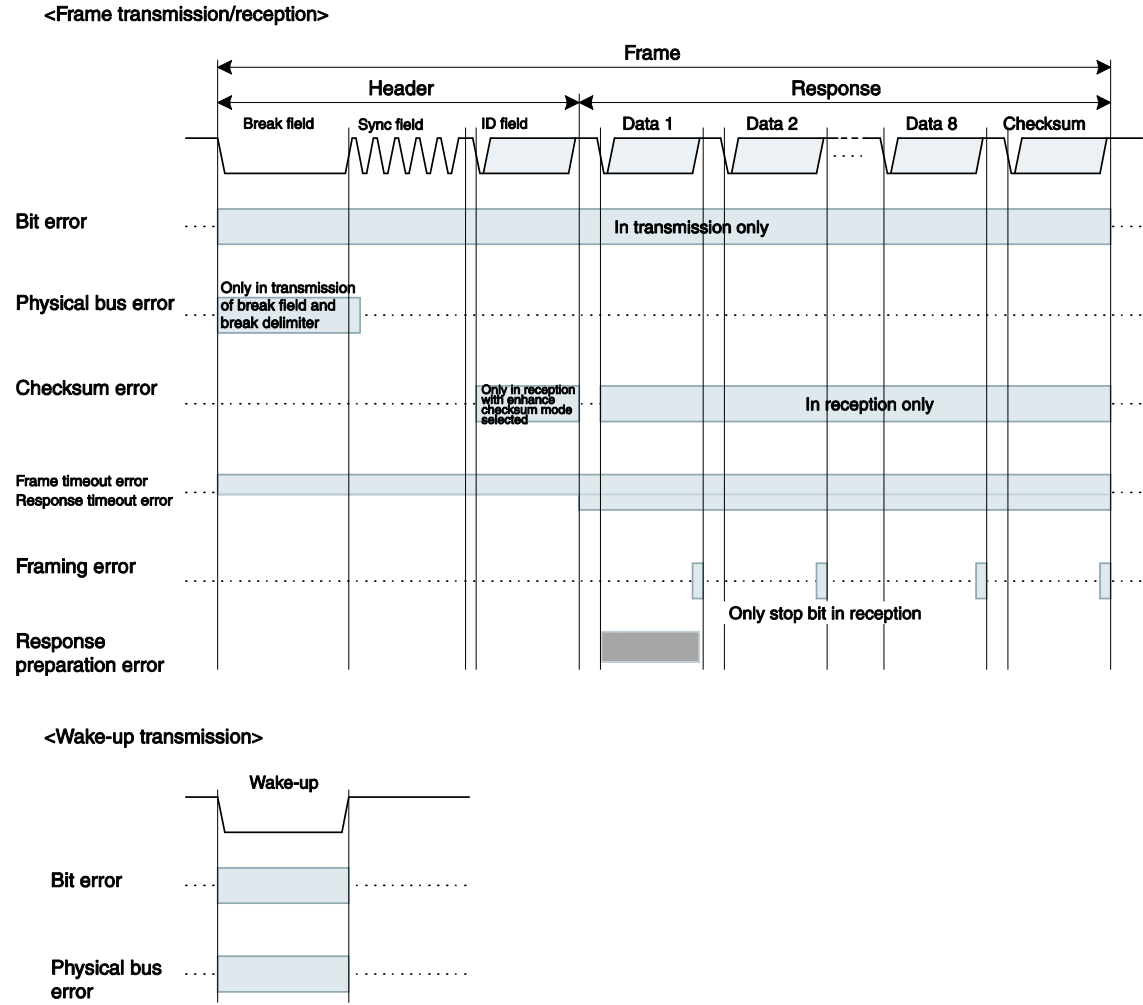 <Frame transmission/reception>
Frame
Header
Response
Break field
Sync field
ID field
Data 1
Data 2
Data 8
Checksum
Bit error
In transmission only
Physical bus error
Only in transmission
of break field and
break delimiter
Checksum error
Only in reception
with enhance
checksum mode
selected
In reception only
Frame timeout error
Response timeout error
Framing error
Only stop bit in reception
Response
preparation error
<Wake-up transmission>
Wake-up
Bit error
Physical bus
error